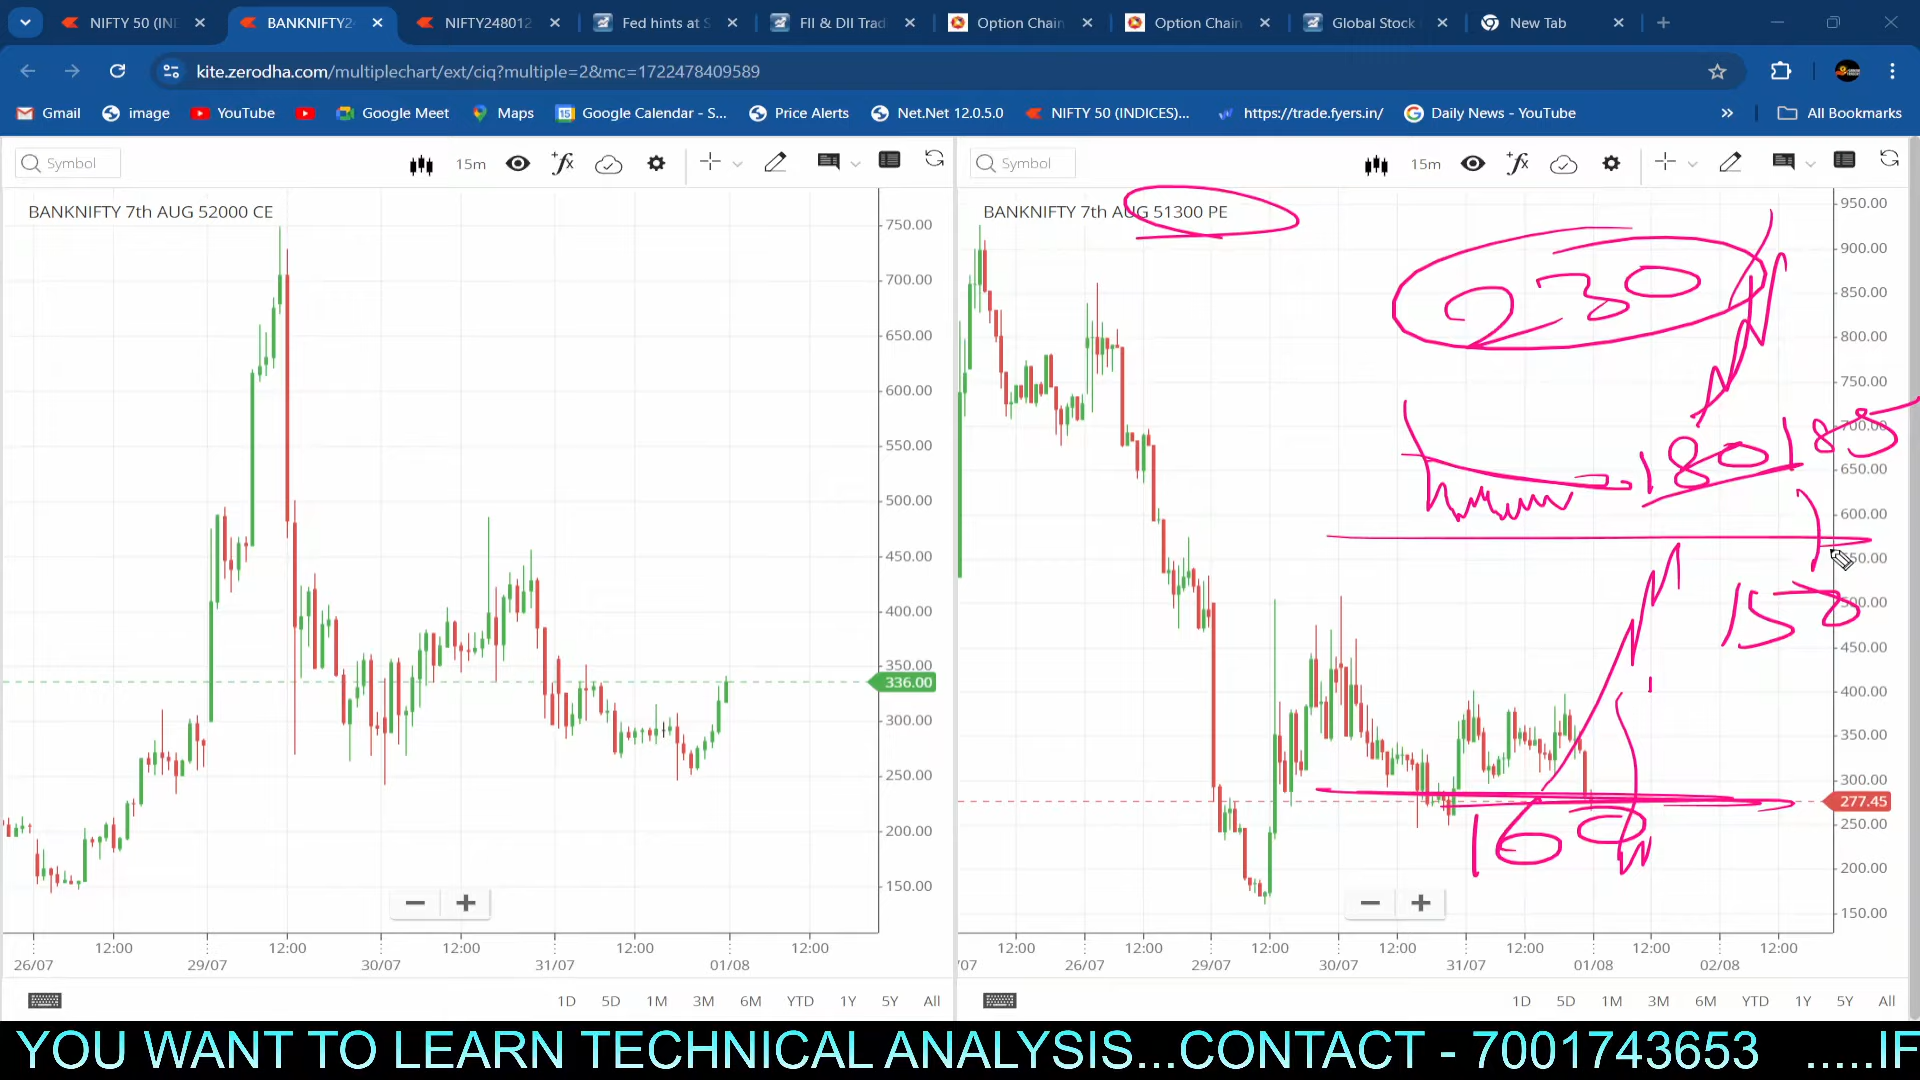 NIFTY 50 (IN
BANKNIFTY2
NIFTY248012
Fed hints at S
FII & DII Trad
Option Chain
Option Chain
Global Stock
New Tab
kite.zerodha.com/multiplechart/ext/ciq?multiple=2&mc=1722478409589
Gmail
image
YouTube
Google Meet
Maps
15
Google Calendar - S...
Price Alerts
Net.Net 12.0.5.0
NIFTY 50 (INDICES)...
https://trade.fyers.in/
Daily News - YouTube
»
All Bookmarks
Symbol
15m
BANKNIFTY 7th AUG 52000 CE
750.00
700.00
650.00
600.00
550.00
500.00
450.00
400.00
350.00
336.00
300.00
250.00
200.00
150.00
12:00 12:00 12:00 12:00 12:00
26/07 29/07 30/07 31/07 01/08
1D 5D 1M 3M 6M YTD 1Y 5Y All
Symbol
15m
BANKNIFTY 7th AUG 51300 PE
950.00
900.00
850.00
800.00
750.00
700.00
650.00
600.00
550.00
500.00
450.00
400.00
350.00
300.00
277.45
250.00
200.00
150.00
230
180 185
150
160
12:00 12:00 12:00 12:00 12:00 12:00 12:00
/07 26/07 29/07 30/07 31/07 01/08 02/08
1D 5D 1M 3M 6M YTD 1Y 5Y All
YOU WANT TO LEARN TECHNICAL ANALYSIS...CONTACT - 7001743653 .....IF